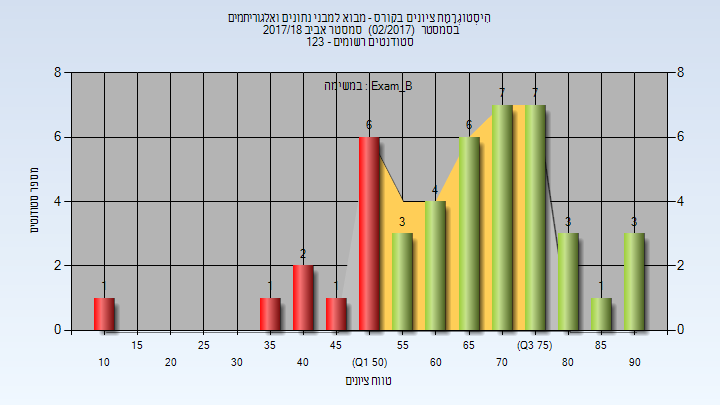 הִיסְטוֹגְרַמַת ציונים בקורס - מבוא למבני נתונים ואלגוריתמים
בסמסטר (02/2017) סמסטר אביב 2017/18
סטודנטים רשומים - 123
במשימה : Exam_B
8 8
6 6
4 4
2 2
0 0
מספר סטודנטים
1 1 2 1 6 3 4 6 7 7 3 1 3
15 25 35 45 55 65 (Q3 75) 85
10 20 30 40 (Q1 50) 60 70 80 90
טווח ציונים